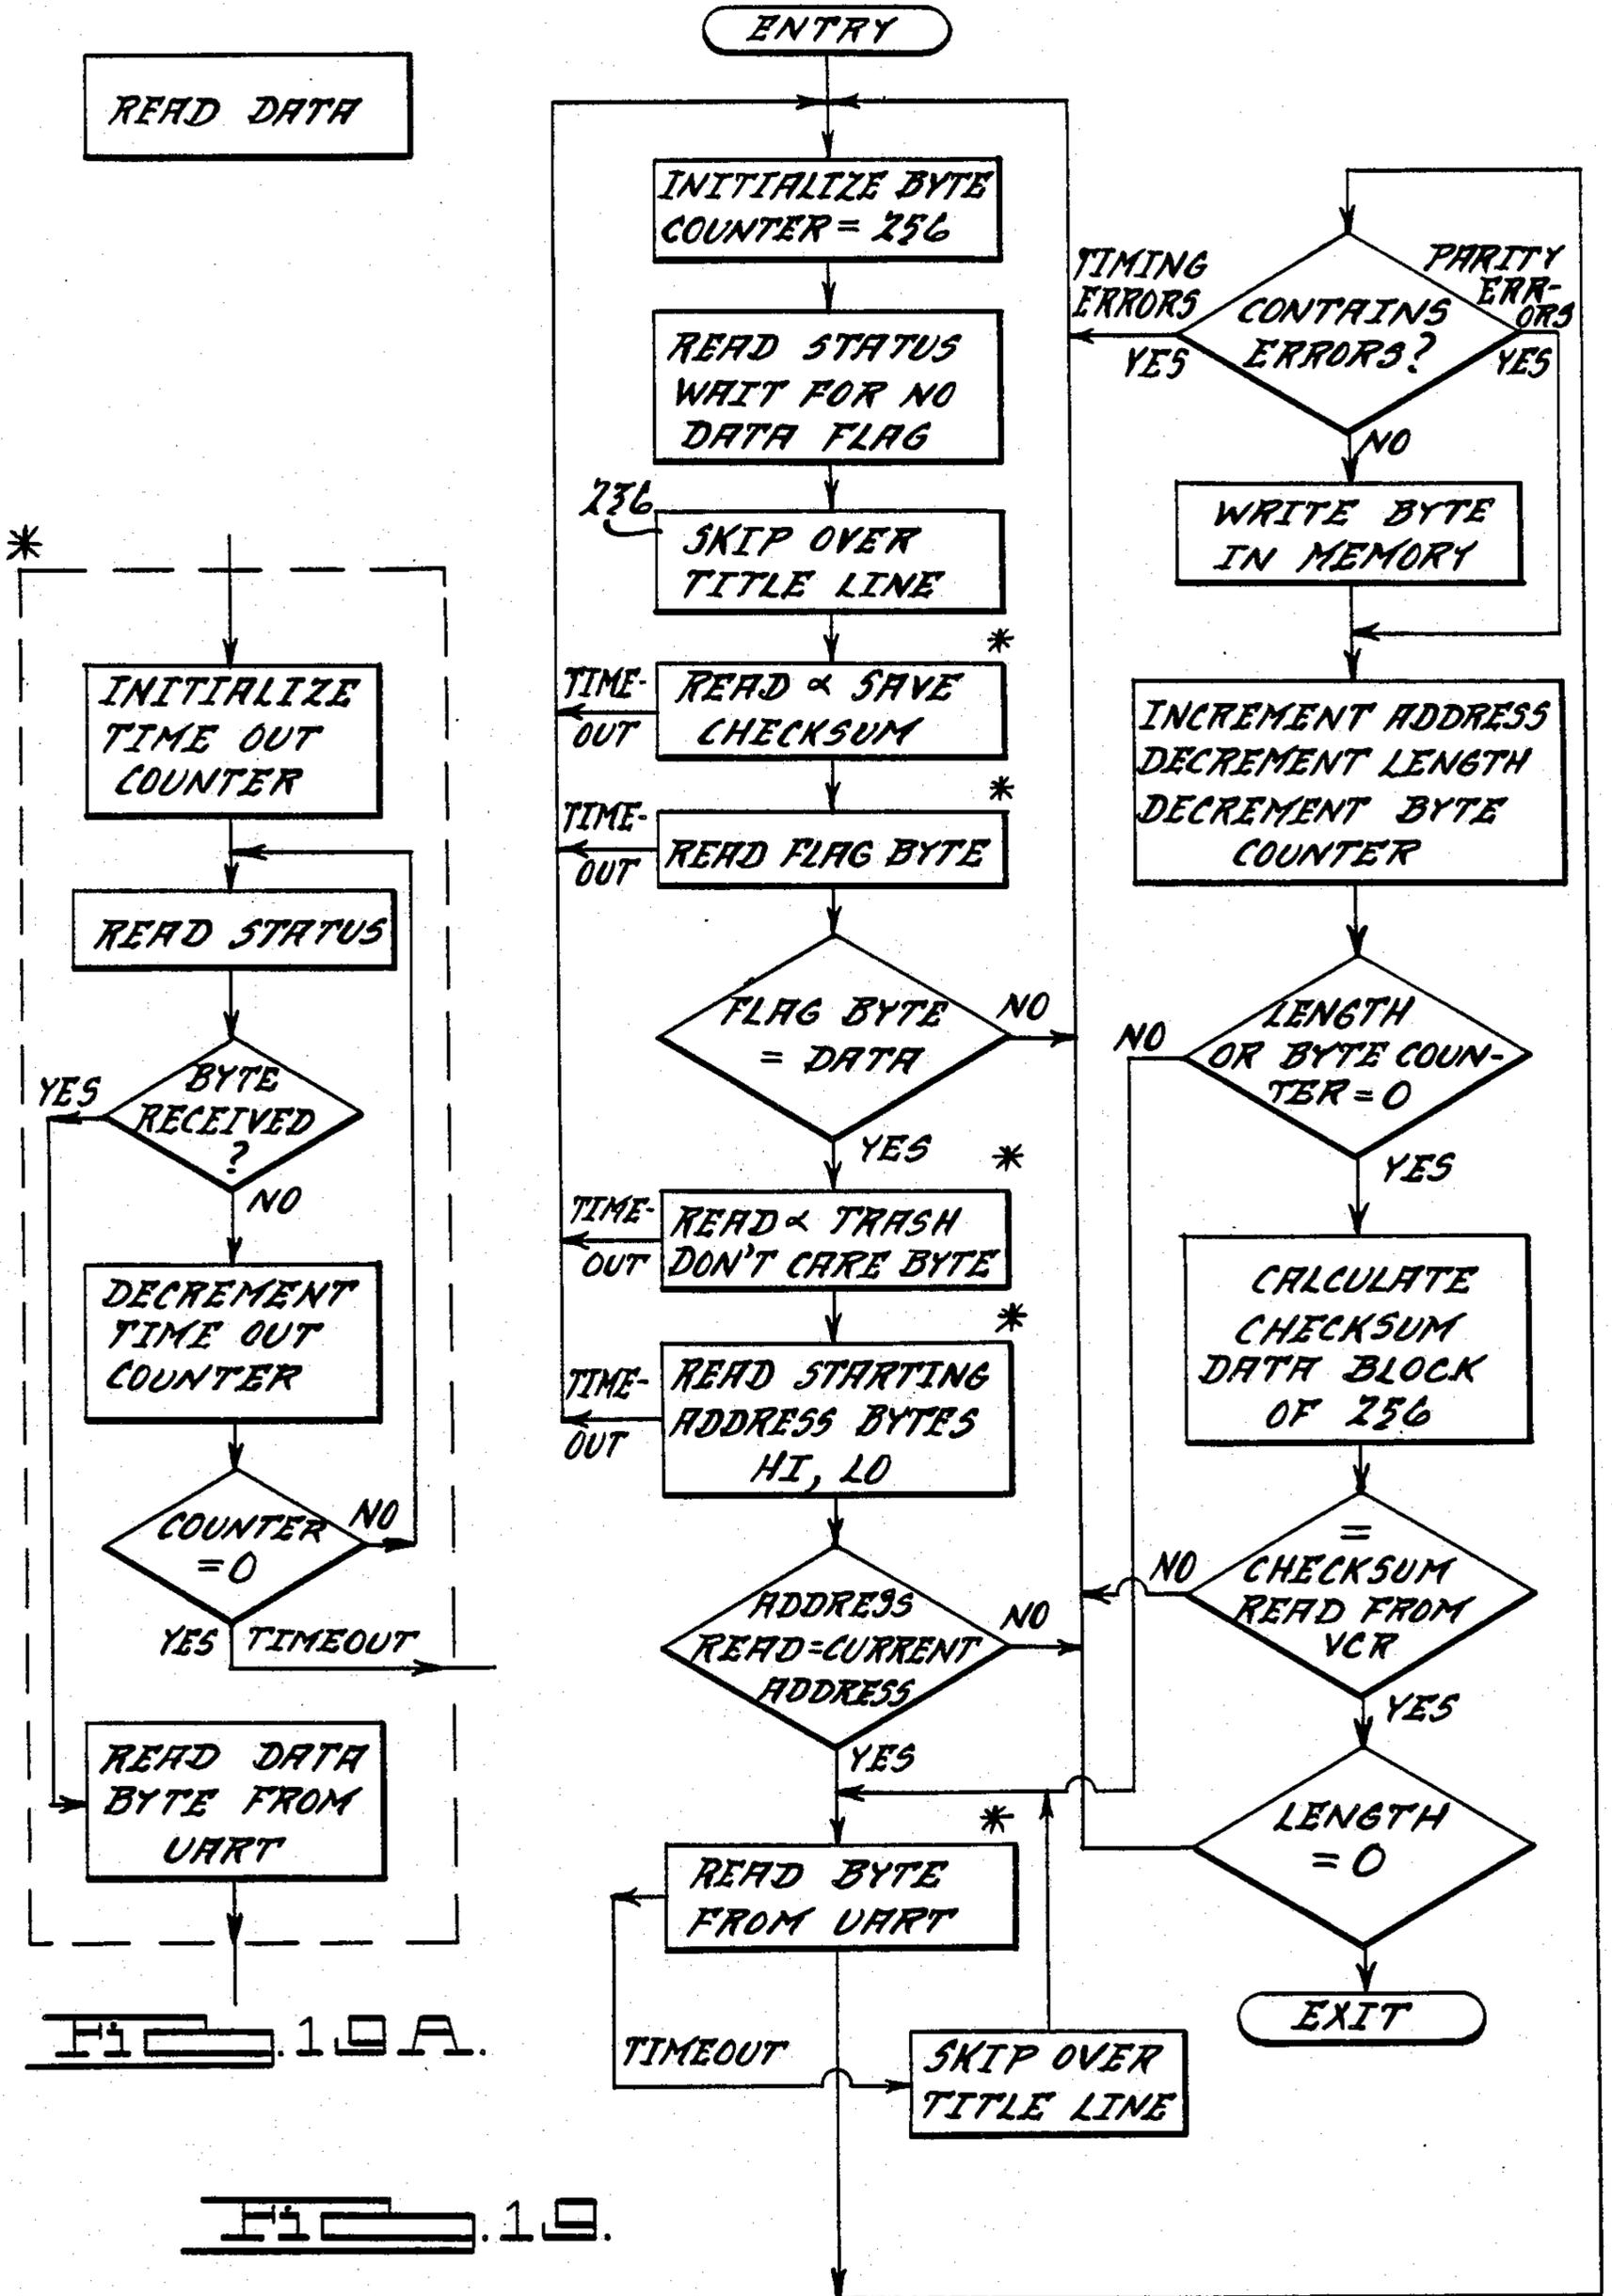 READ DATA
*
INITIALIZE
TIME OUT
COUNTER
READ STATUS
BYTE
RECEIVED
?
YES
NO
DECREMENT
TIME OUT
COUNTER
COUNTER
=0
NO
YES TIMEOUT
READ DATA
BYTE FROM
UART
Fig. 19A.
ENTRY
INITIALIZE BYTE
COUNTER = 256
READ STATUS
WAIT FOR NO
DATA FLAG
236
SKIP OVER
TITLE LINE
*
READ & SAVE
CHECKSUM
TIME-
OUT
*
READ FLAG BYTE
TIME-
OUT
FLAG BYTE
= DATA
NO
YES
*
READ & TRASH
DON'T CARE BYTE
TIME-
OUT
*
READ STARTING
ADDRESS BYTES
HI, LO
TIME-
OUT
ADDRESS
READ=CURRENT
ADDRESS
NO
YES
*
READ BYTE
FROM UART
TIMEOUT
SKIP OVER
TITLE LINE
CONTAINS
ERRORS?
TIMING
ERRORS
YES
PARITY
ERR-
ORS
YES
NO
WRITE BYTE
IN MEMORY
INCREMENT ADDRESS
DECREMENT LENGTH
DECREMENT BYTE
COUNTER
LENGTH
OR BYTE COUN-
TER=0
NO
YES
CALCULATE
CHECKSUM
DATA BLOCK
OF 256
=
CHECKSUM
READ FROM
VCR
NO
YES
LENGTH
=0
EXIT
Fig. 19.